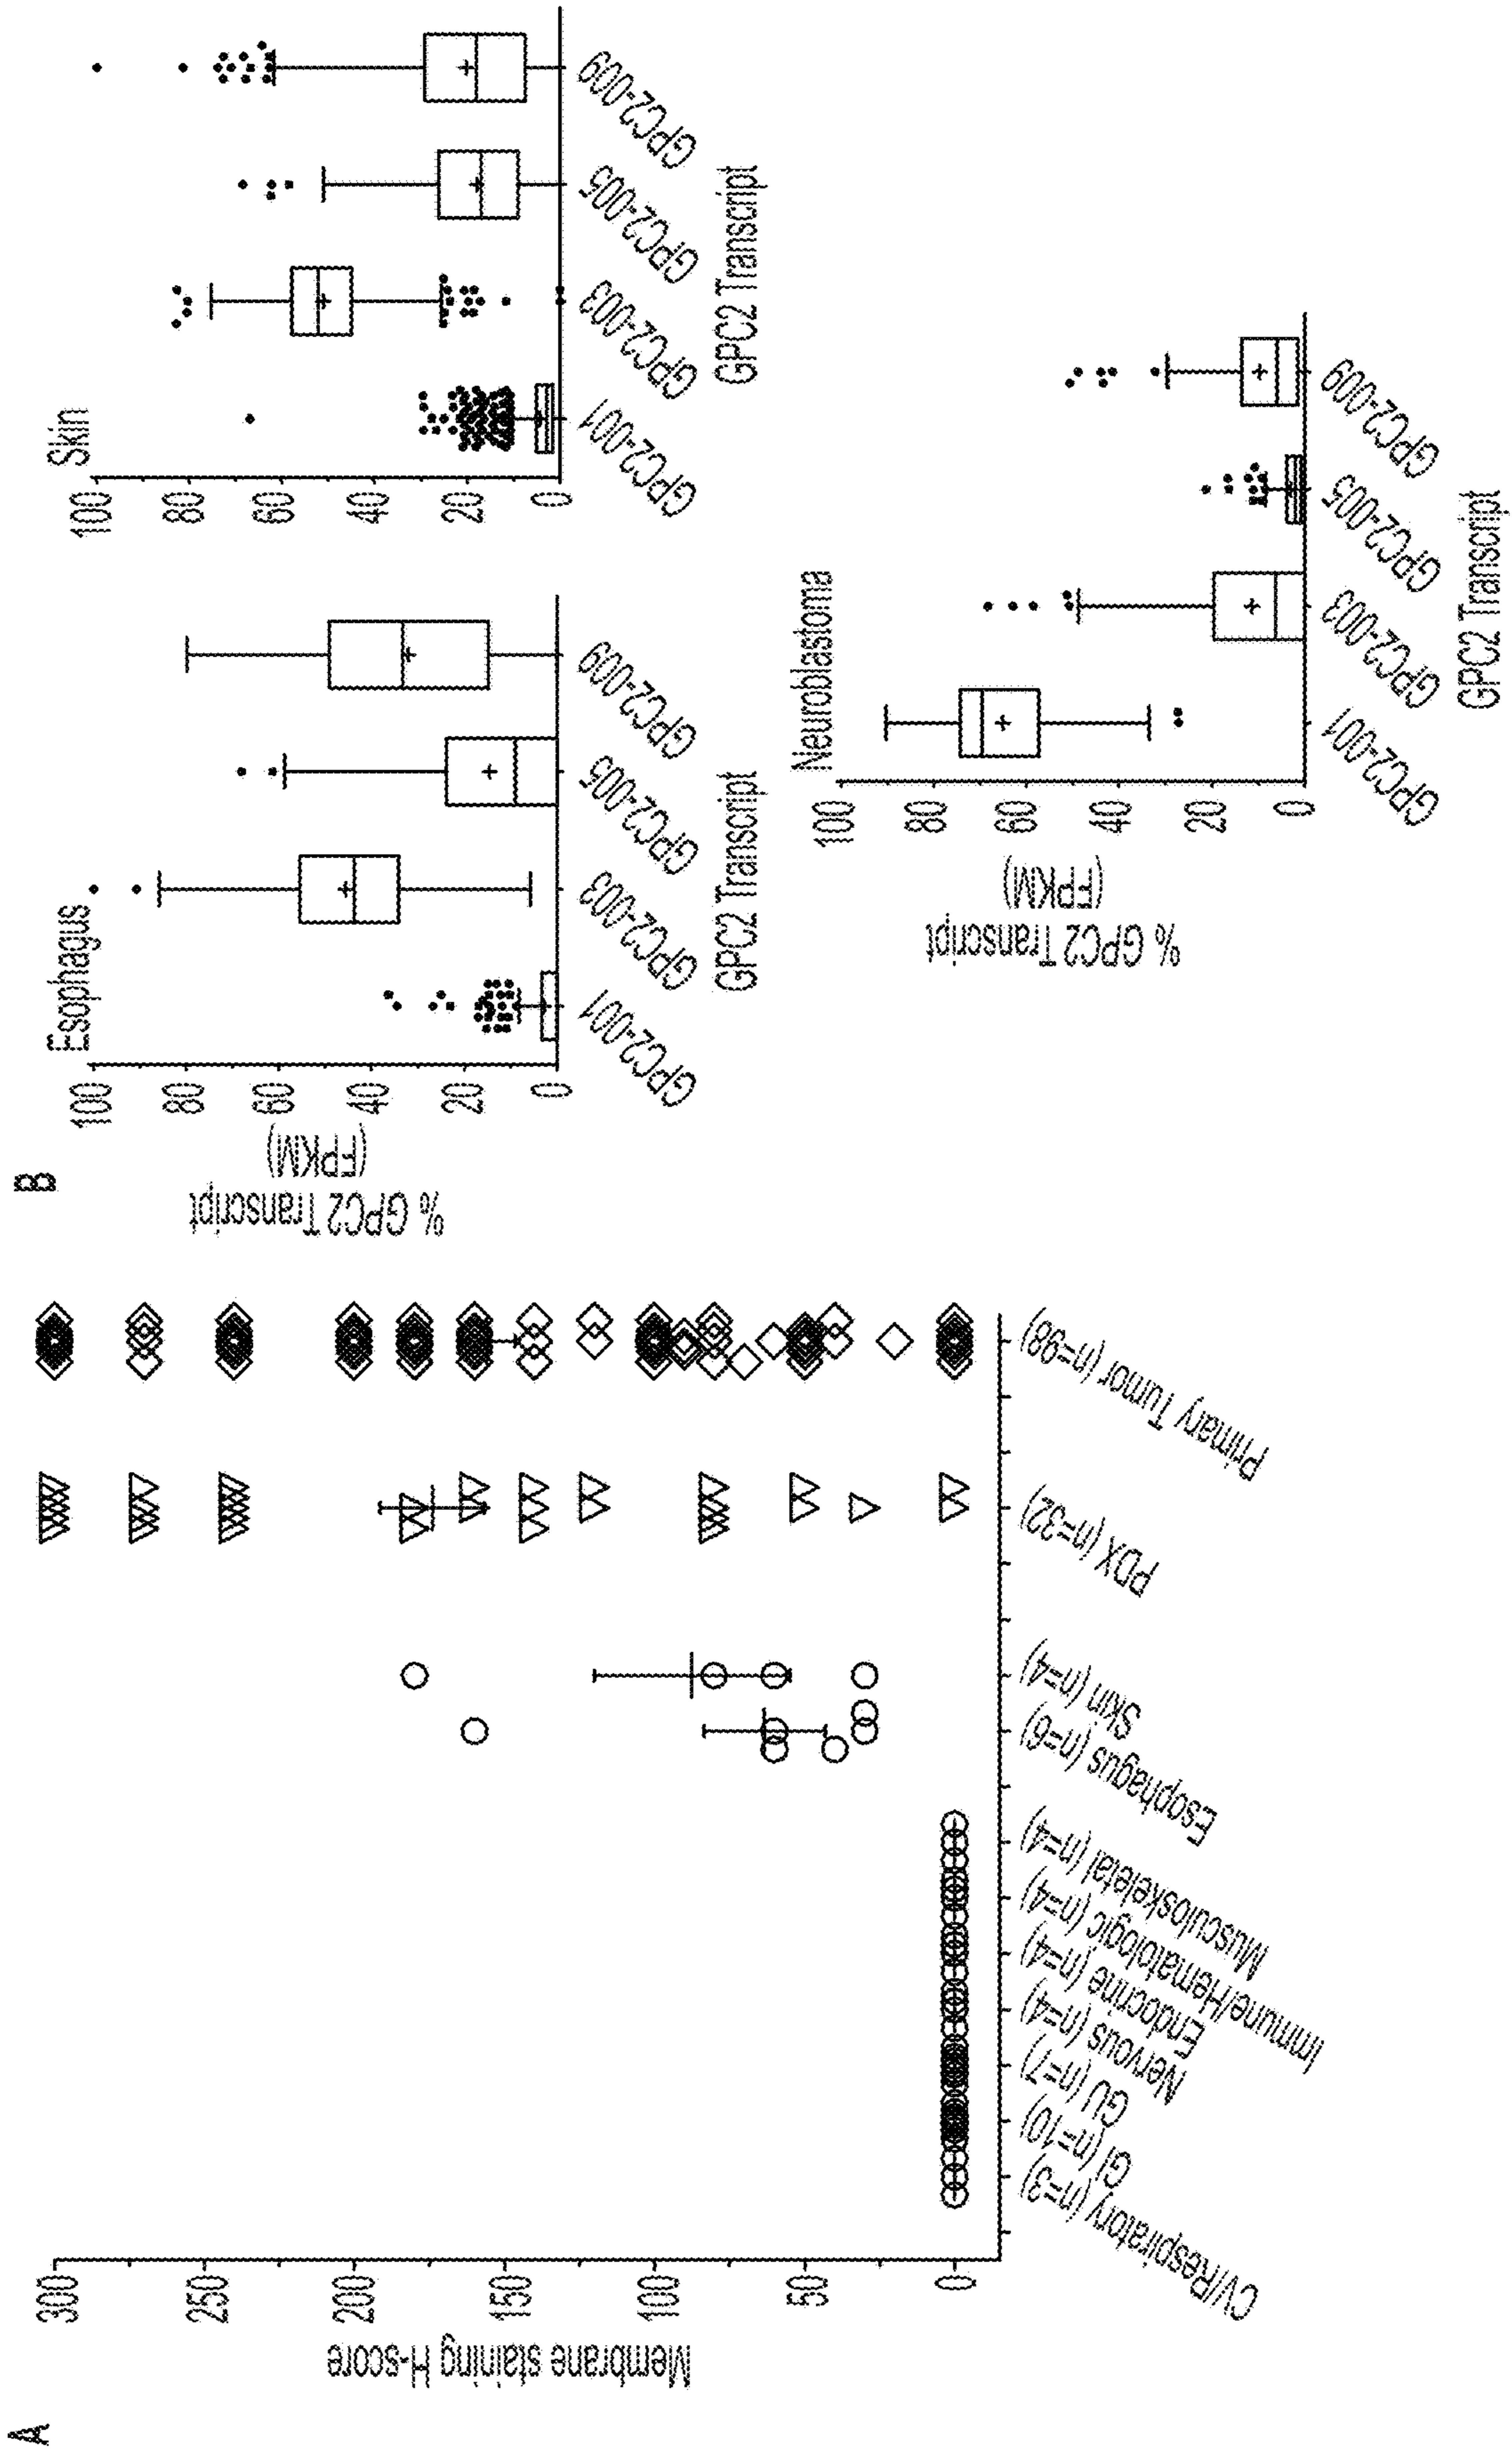 A
Membrane staining H-score
300
250
200
150
100
50
0
CV/Respiratory (n=3)
GI (n=10)
GU (n=7)
Nervous (n=4)
Endocrine (n=4)
Immune/Hematologic (n=4)
Musculoskeletal (n=4)
Esophagus (n=6)
Skin (n=4)
PDX (n=32)
Primary Tumor (n=98)
B
Esophagus
% GPC2 Transcript
(FPKM)
100
80
60
40
20
0
GPC2-001
GPC2-003
GPC2-005
GPC2-009
GPC2 Transcript
Skin
100
80
60
40
20
0
GPC2-001
GPC2-003
GPC2-005
GPC2-009
GPC2 Transcript
Neuroblastoma
% GPC2 Transcript
(FPKM)
100
80
60
40
20
0
GPC2-001
GPC2-003
GPC2-005
GPC2-009
GPC2 Transcript